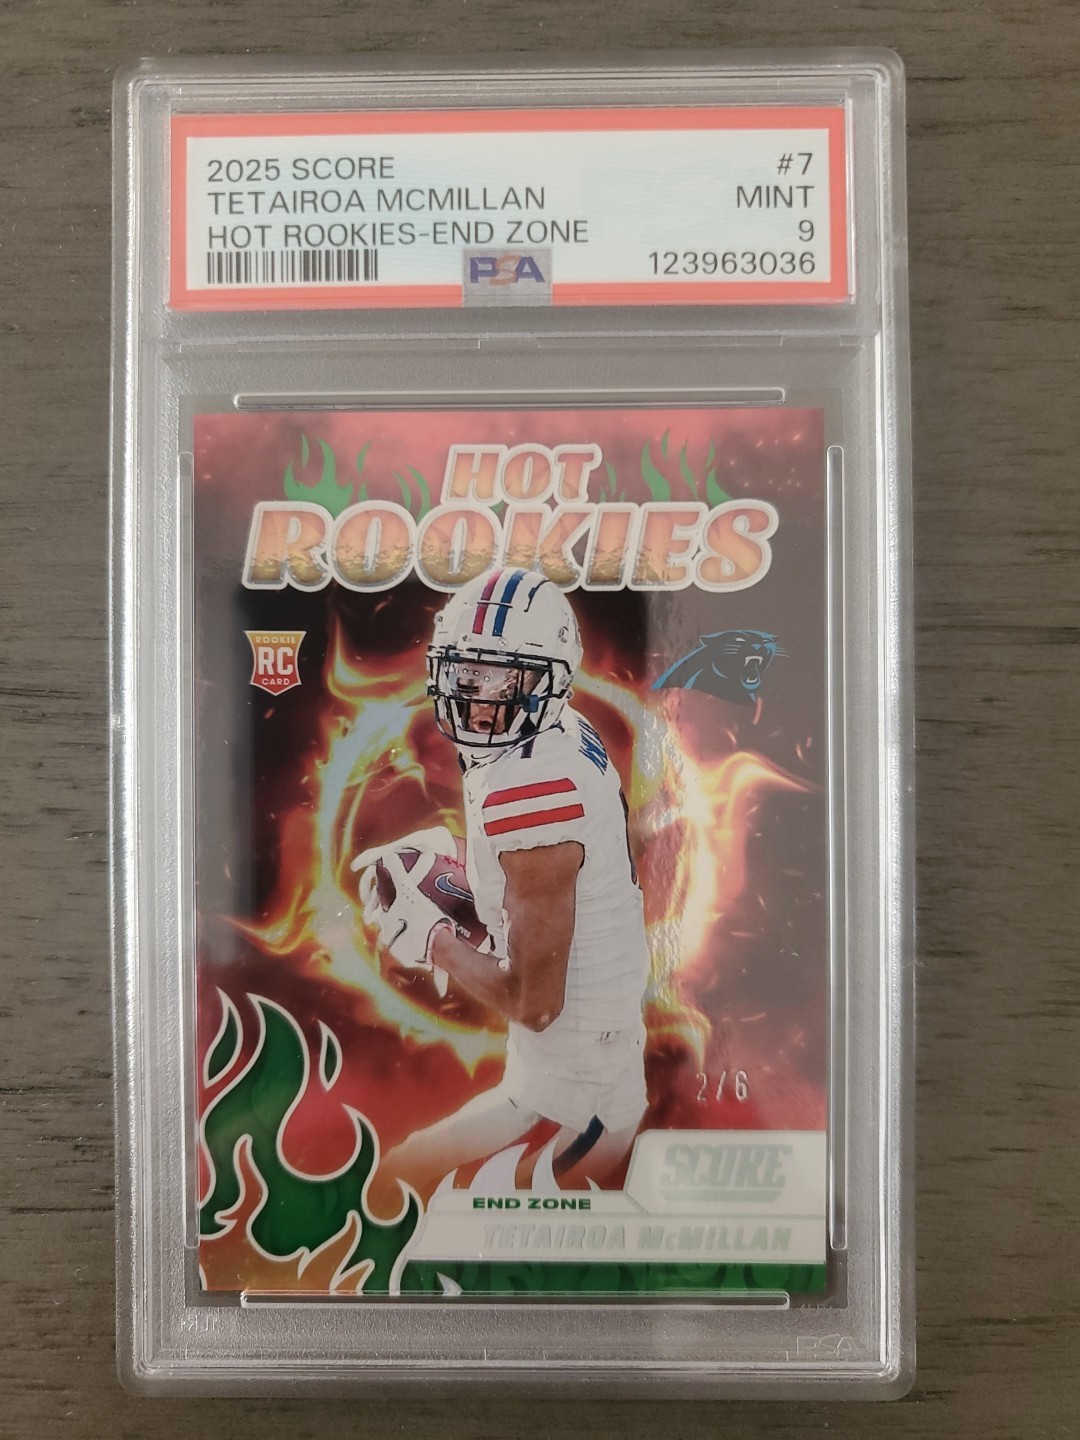 2025 SCORE #7
TETAIROA MCMILLAN MINT
HOT ROOKIES-END ZONE 9
PSA 123963036
HOT
ROOKIES
ROOKIE
RC
CARD
2/6
SCORE
END ZONE
TETAIROA McMILLAN
PSA